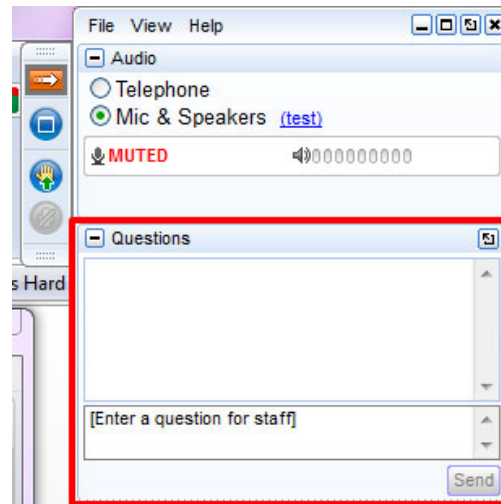 File View Help
Audio
Telephone
Mic & Speakers (test)
MUTED 000000000
Questions
s Hard
[Enter a question for staff]
Send